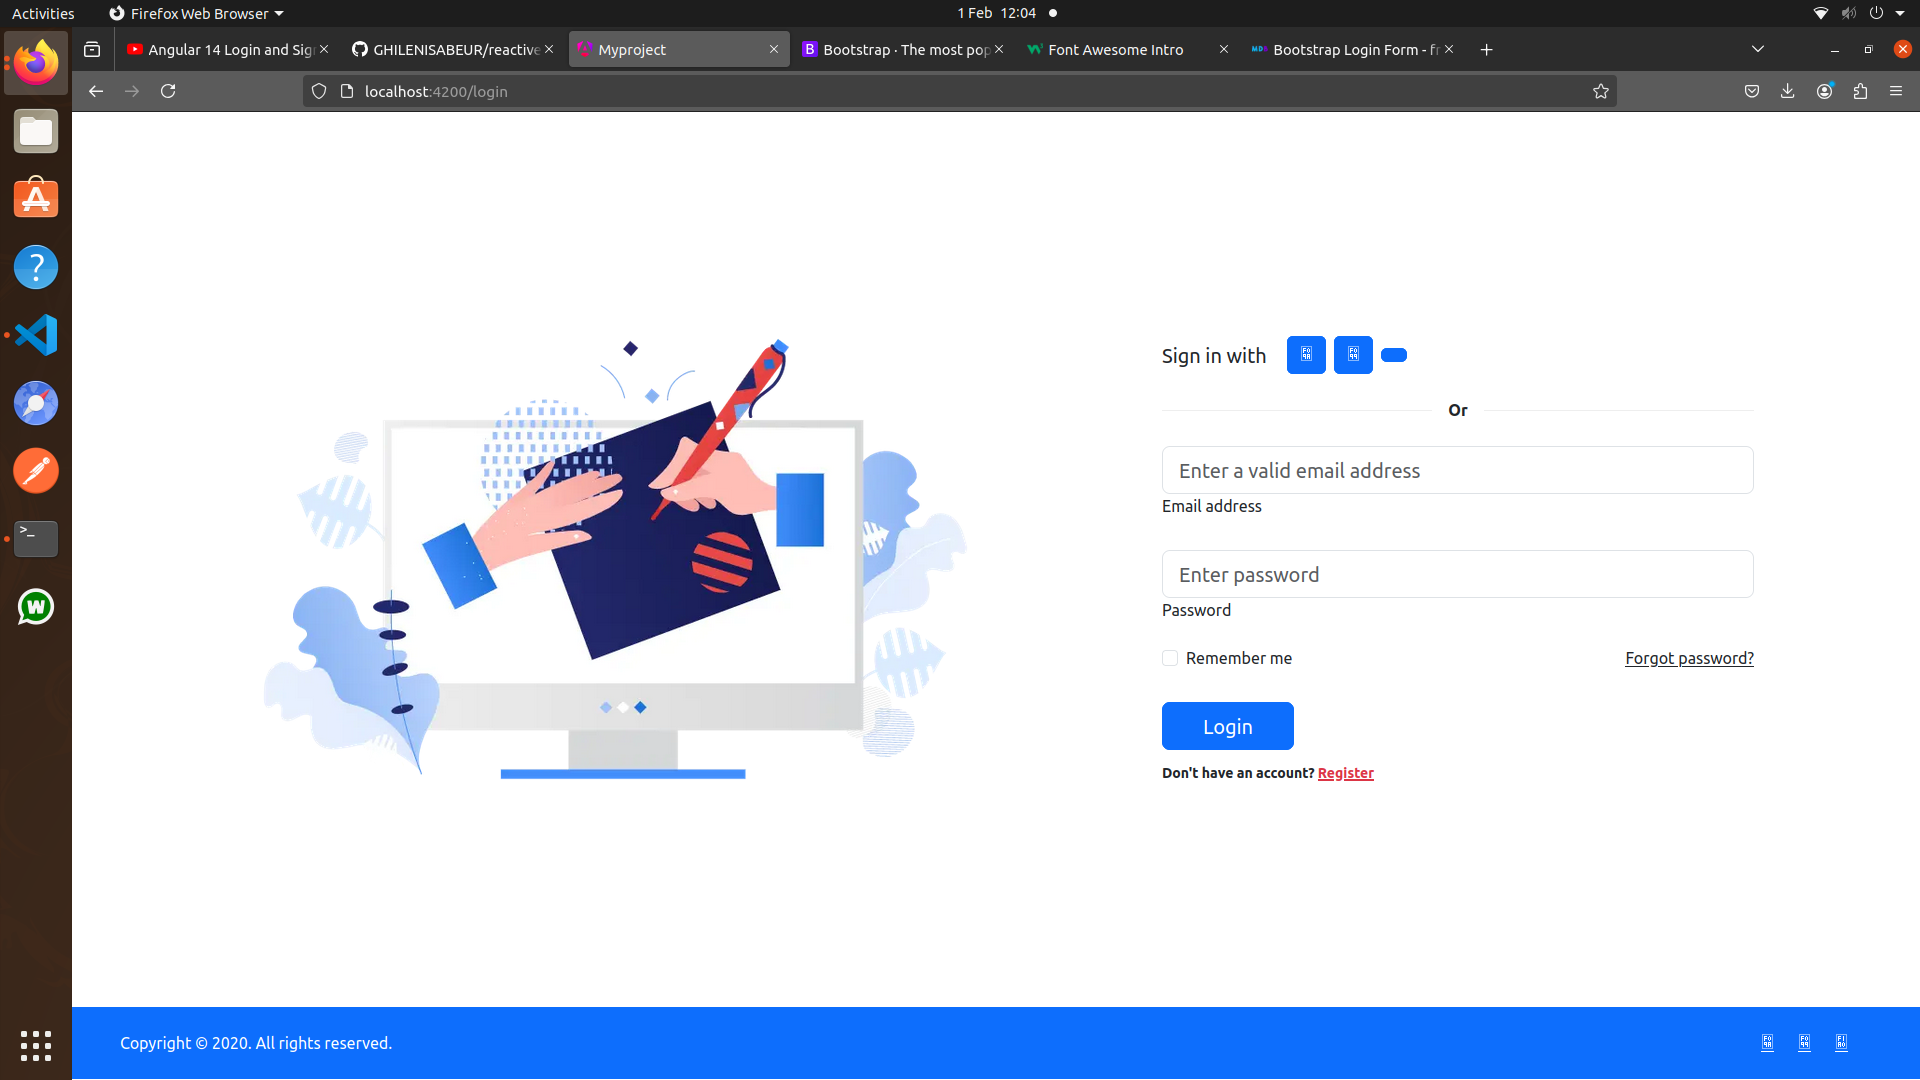 Activities
Firefox Web Browser
1 Feb 12:04
Angular 14 Login and Sig
GHILENISABEUR/reactive
Myproject
Bootstrap · The most pop
Font Awesome Intro
Bootstrap Login Form - fr
localhost:4200/login
Sign in with
Or
Enter a valid email address
Email address
Enter password
Password
Remember me
Forgot password?
Login
Don't have an account? Register
Copyright © 2020. All rights reserved.